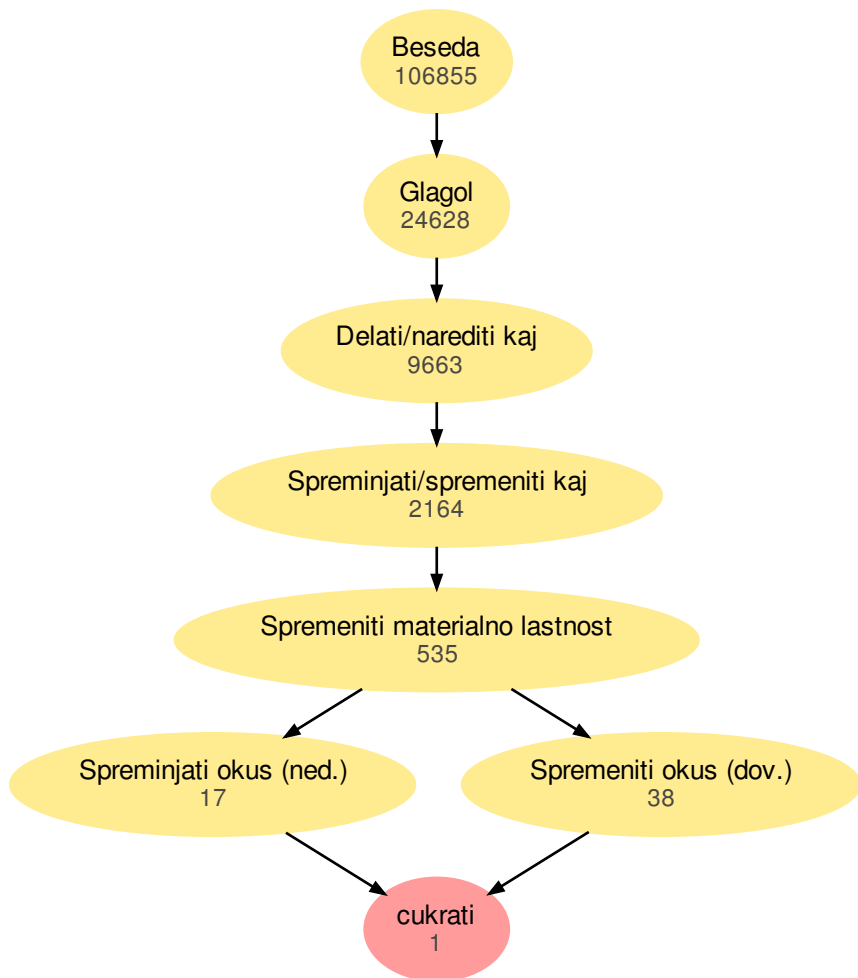 Beseda
106855
Glagol
24628
Delati/narediti kaj
9663
Spreminjati/spremeniti kaj
2164
Spremeniti materialno lastnost
535
Spreminjati okus (ned.)
17
Spremeniti okus (dov.)
38
cukrati
1